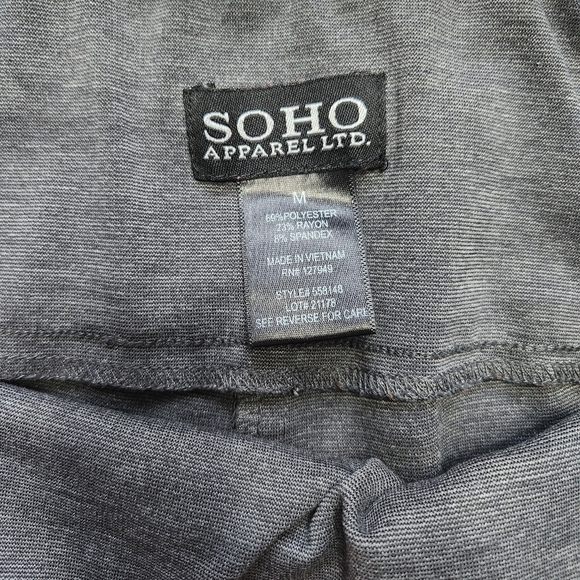 SOHO
APPAREL LTD.
M
69%POLYESTER
23% RAYON
8% SPANDEX
MADE IN VIETNAM
RN# 127949
STYLE# 558148
LOT# 21178
SEE REVERSE FOR CARE